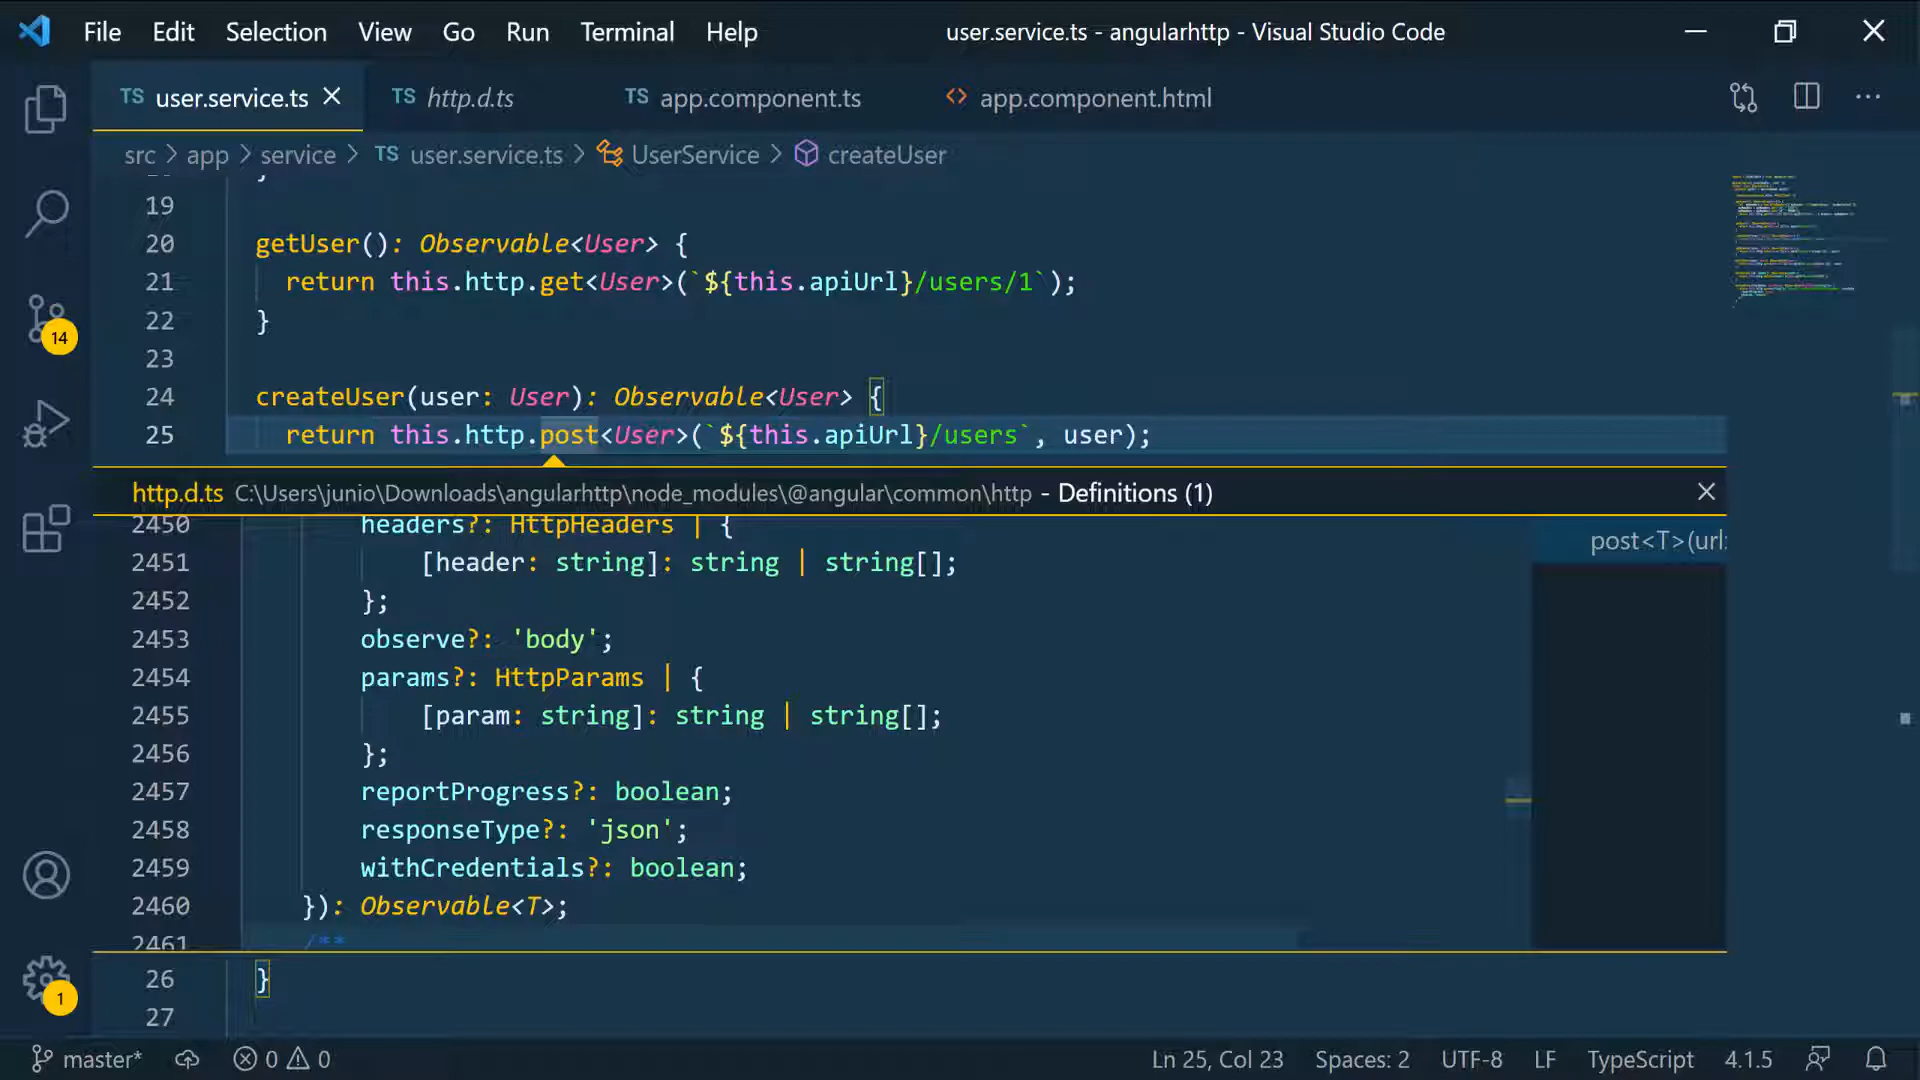 File Edit Selection View Go Run Terminal Help user.service.ts - angularhttp - Visual Studio Code
TS user.service.ts TS http.d.ts TS app.component.ts <> app.component.html
src > app > service > TS user.service.ts > UserService > createUser
19
20 getUser(): Observable<User> {
21 return this.http.get<User>(`${this.apiUrl}/users/1`);
22 }
23
24 createUser(user: User): Observable<User> {
25 return this.http.post<User>(`${this.apiUrl}/users`, user);
http.d.ts C:\Users\junio\Downloads\angularhttp\node_modules\@angular\common\http - Definitions (1)
2450 headers?: HttpHeaders | {
2451 [header: string]: string | string[];
2452 };
2453 observe?: 'body';
2454 params?: HttpParams | {
2455 [param: string]: string | string[];
2456 };
2457 reportProgress?: boolean;
2458 responseType?: 'json';
2459 withCredentials?: boolean;
2460 }): Observable<T>;
2461 /**
post<T>(url:
26 }
27
14
1
master* 0 0 Ln 25, Col 23 Spaces: 2 UTF-8 LF TypeScript 4.1.5